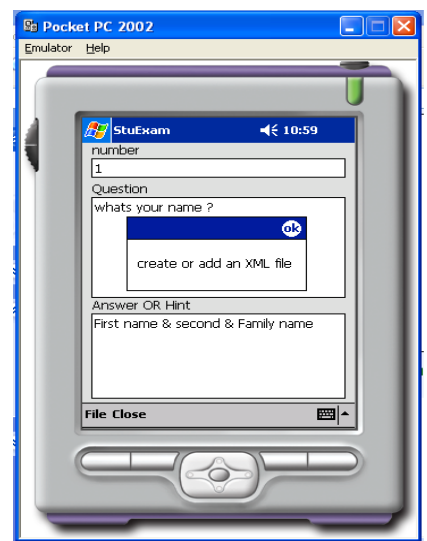 Pocket PC 2002
Emulator Help
StuExam 10:59
number
1
Question
whats your name ?
ok
create or add an XML file
Answer OR Hint
First name & second & Family name
File Close